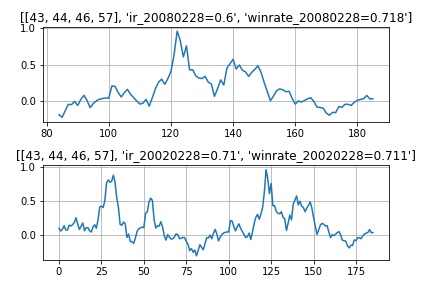 [[43, 44, 46, 57], 'ir_20080228=0.6', 'winrate_20080228=0.718']
1.0
0.5
0.0
80 100 120 140 160 180
[[43, 44, 46, 57], 'ir_20020228=0.71', 'winrate_20020228=0.711']
1.0
0.5
0.0
0 25 50 75 100 125 150 175